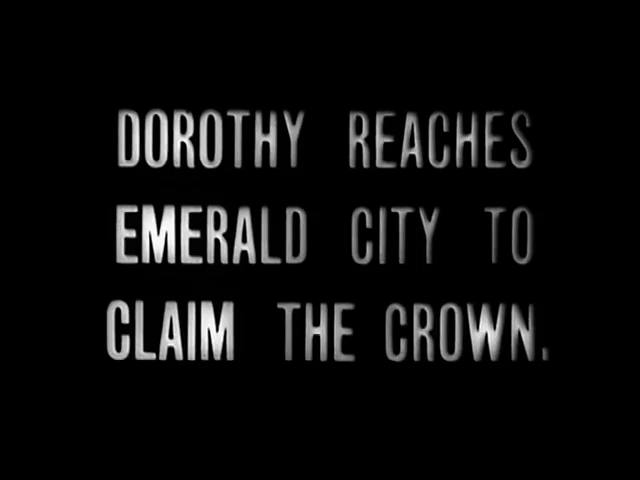 DOROTHY REACHES
EMERALD CITY TO
CLAIM THE CROWN.